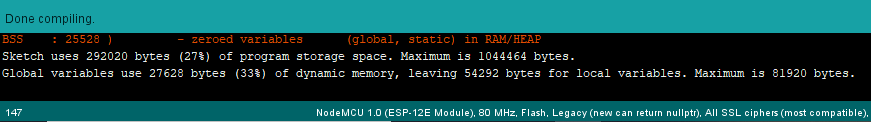 Done compiling.
BSS    : 25528 )         - zeroed variables      (global, static) in RAM/HEAP
Sketch uses 292020 bytes (27%) of program storage space. Maximum is 1044464 bytes.
Global variables use 27628 bytes (33%) of dynamic memory, leaving 54292 bytes for local variables. Maximum is 81920 bytes.
147 NodeMCU 1.0 (ESP-12E Module), 80 MHz, Flash, Legacy (new can return nullptr), All SSL ciphers (most compatible),